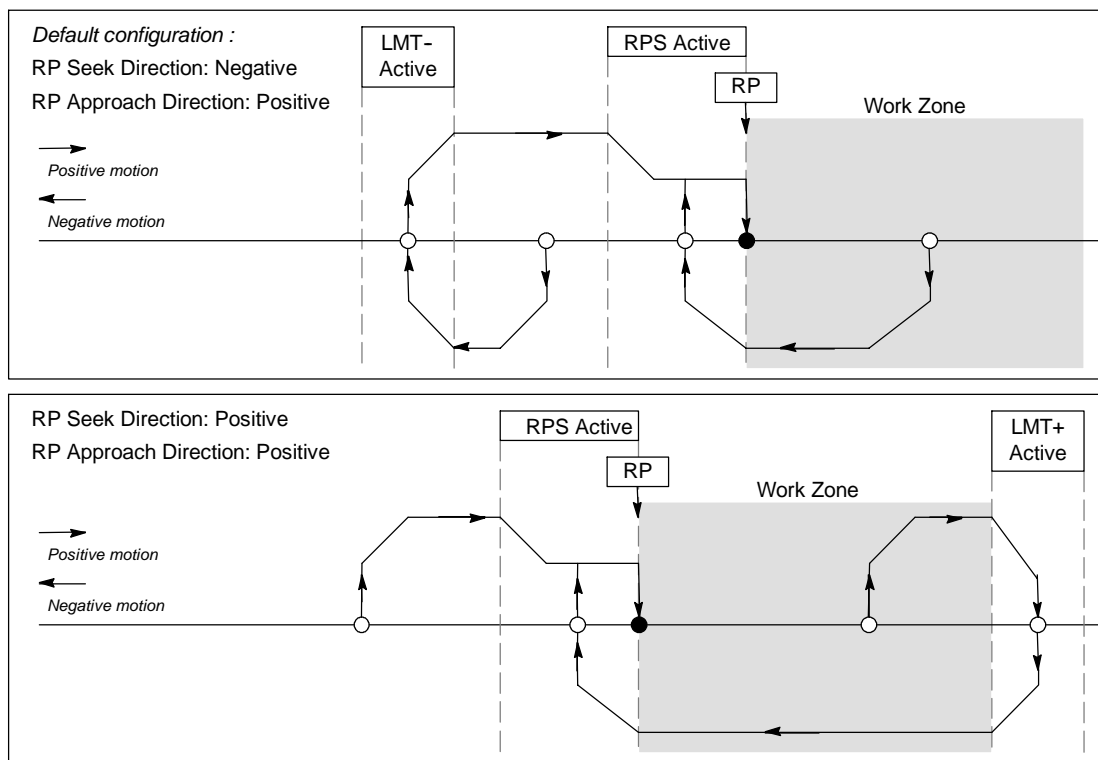 Default configuration :
RP Seek Direction: Negative
RP Approach Direction: Positive
LMT-
Active
RPS Active
RP
Work Zone
Positive motion
Negative motion
RP Seek Direction: Positive
RP Approach Direction: Positive
RPS Active
RP
LMT+
Active
Work Zone
Positive motion
Negative motion